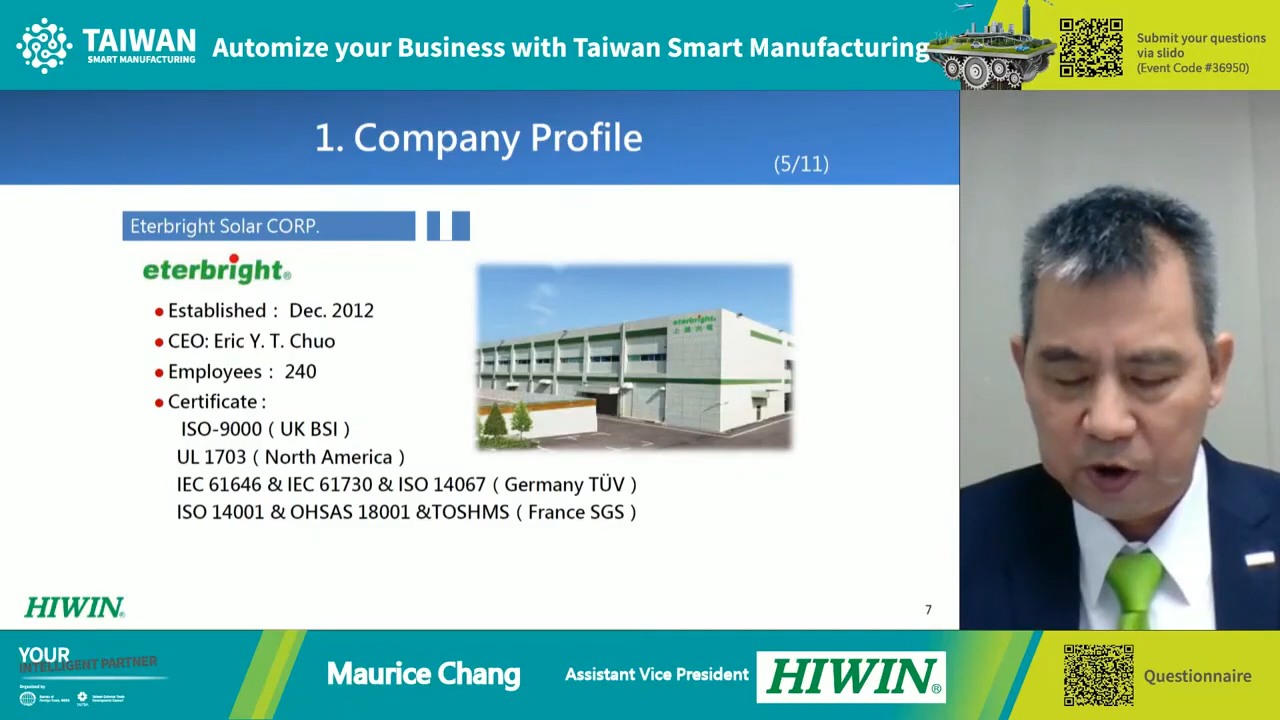 TAIWAN
SMART MANUFACTURING
Automize your Business with Taiwan Smart Manufacturing
Submit your questions
via slido
(Event Code #36950)
1. Company Profile
(5/11)
Eterbright Solar CORP.
eterbright®
Established : Dec. 2012
CEO: Eric Y. T. Chuo
Employees : 240
Certificate :
ISO-9000 ( UK BSI )
UL 1703 ( North America )
IEC 61646 & IEC 61730 & ISO 14067 ( Germany TÜV )
ISO 14001 & OHSAS 18001 &TOSHMS ( France SGS )
eterbright
HIWIN®
7
YOUR
INTELLIGENT PARTNER
Organized by
Maurice Chang
Assistant Vice President
HIWIN®
Questionnaire